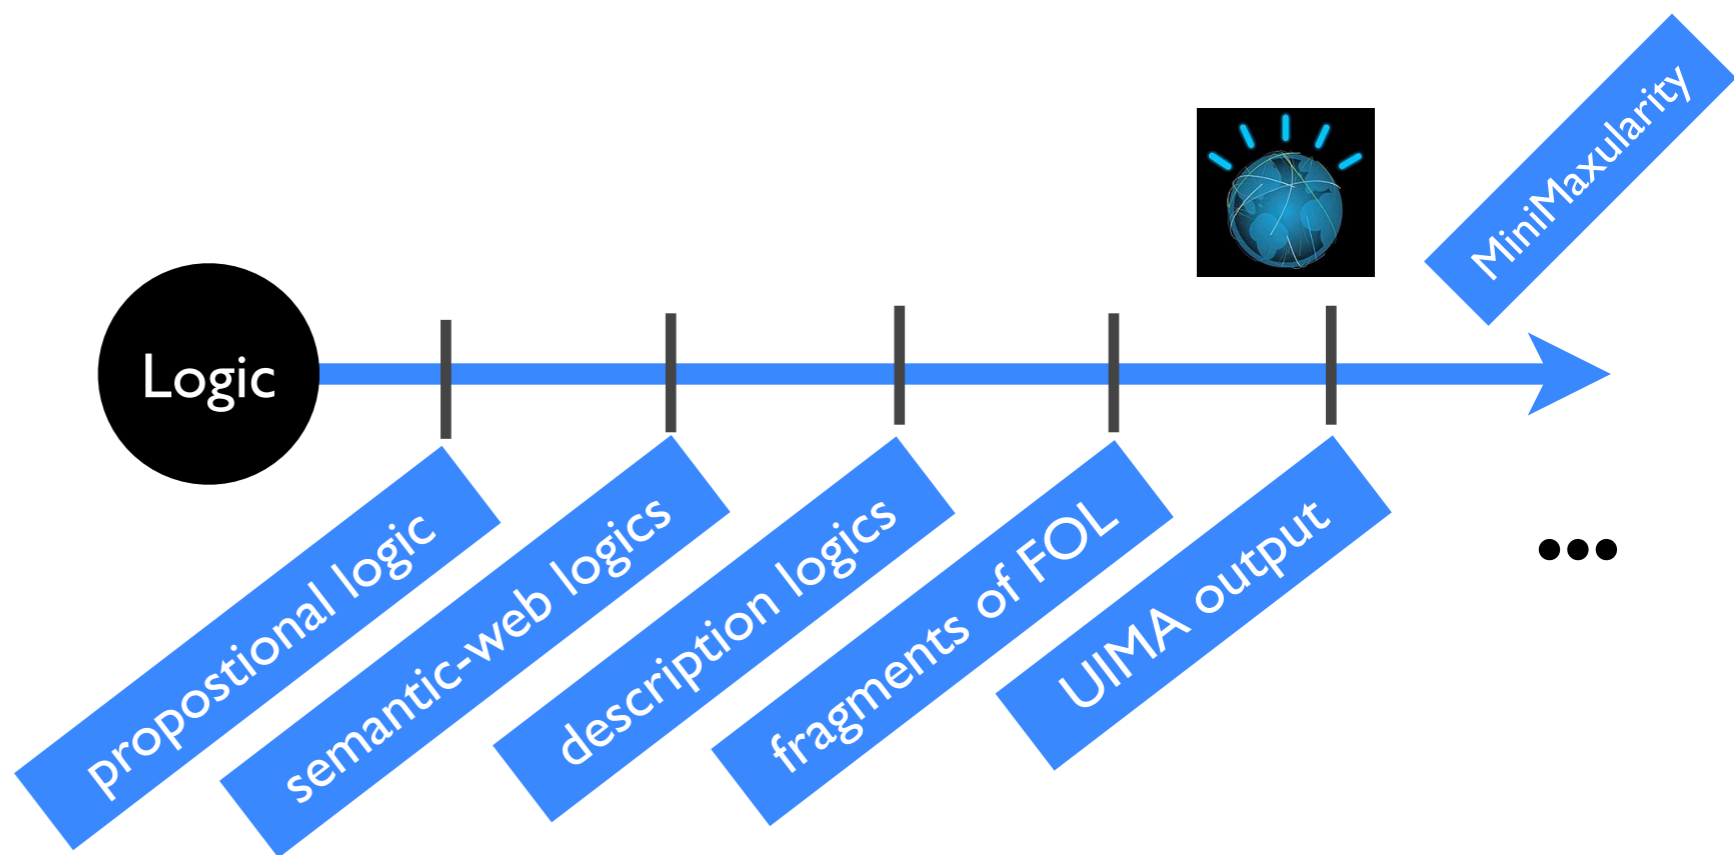 MiniMaxularity
Logic
propostional logic
semantic-web logics
description logics
fragments of FOL
UIMA output
...